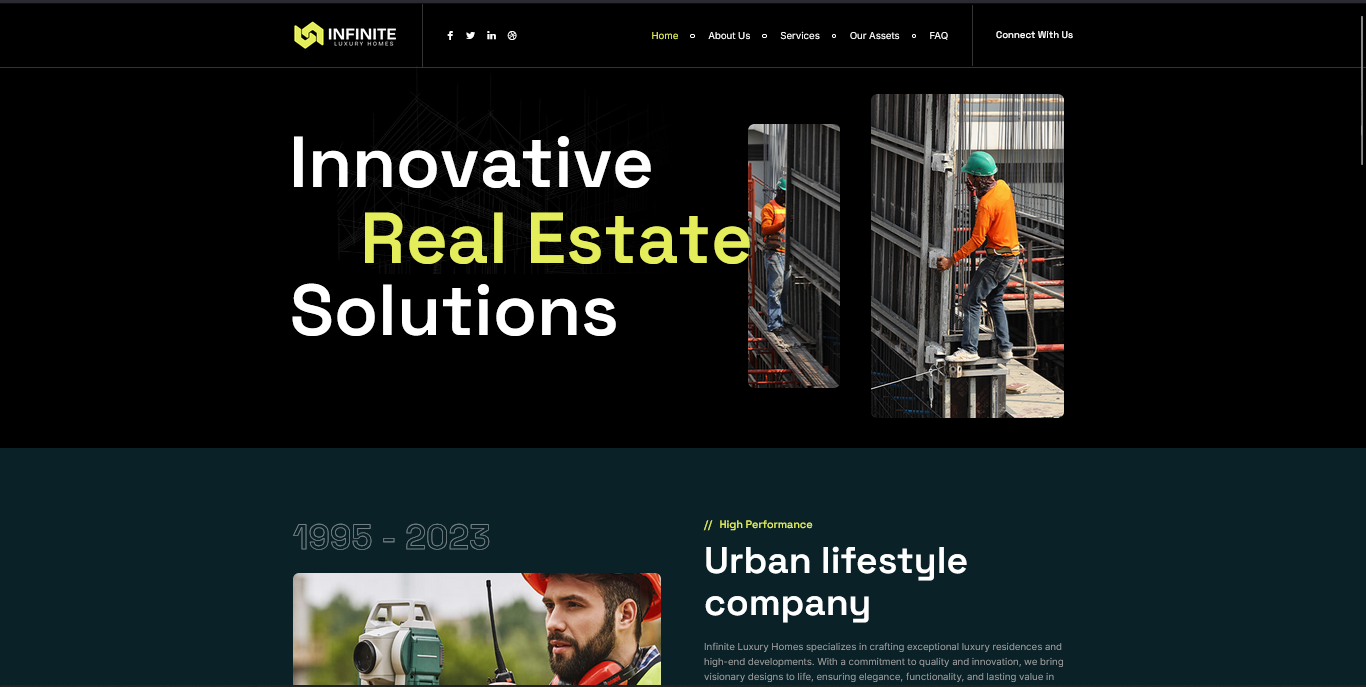 INFINITE
LUXURY HOMES
Home
About Us
Services
Our Assets
FAQ
Connect With Us
Innovative
Real Estate
Solutions
1995 - 2023
// High Performance
Urban lifestyle
company
Infinite Luxury Homes specializes in crafting exceptional luxury residences and
high-end developments. With a commitment to quality and innovation, we bring
visionary designs to life, ensuring elegance, functionality, and lasting value in